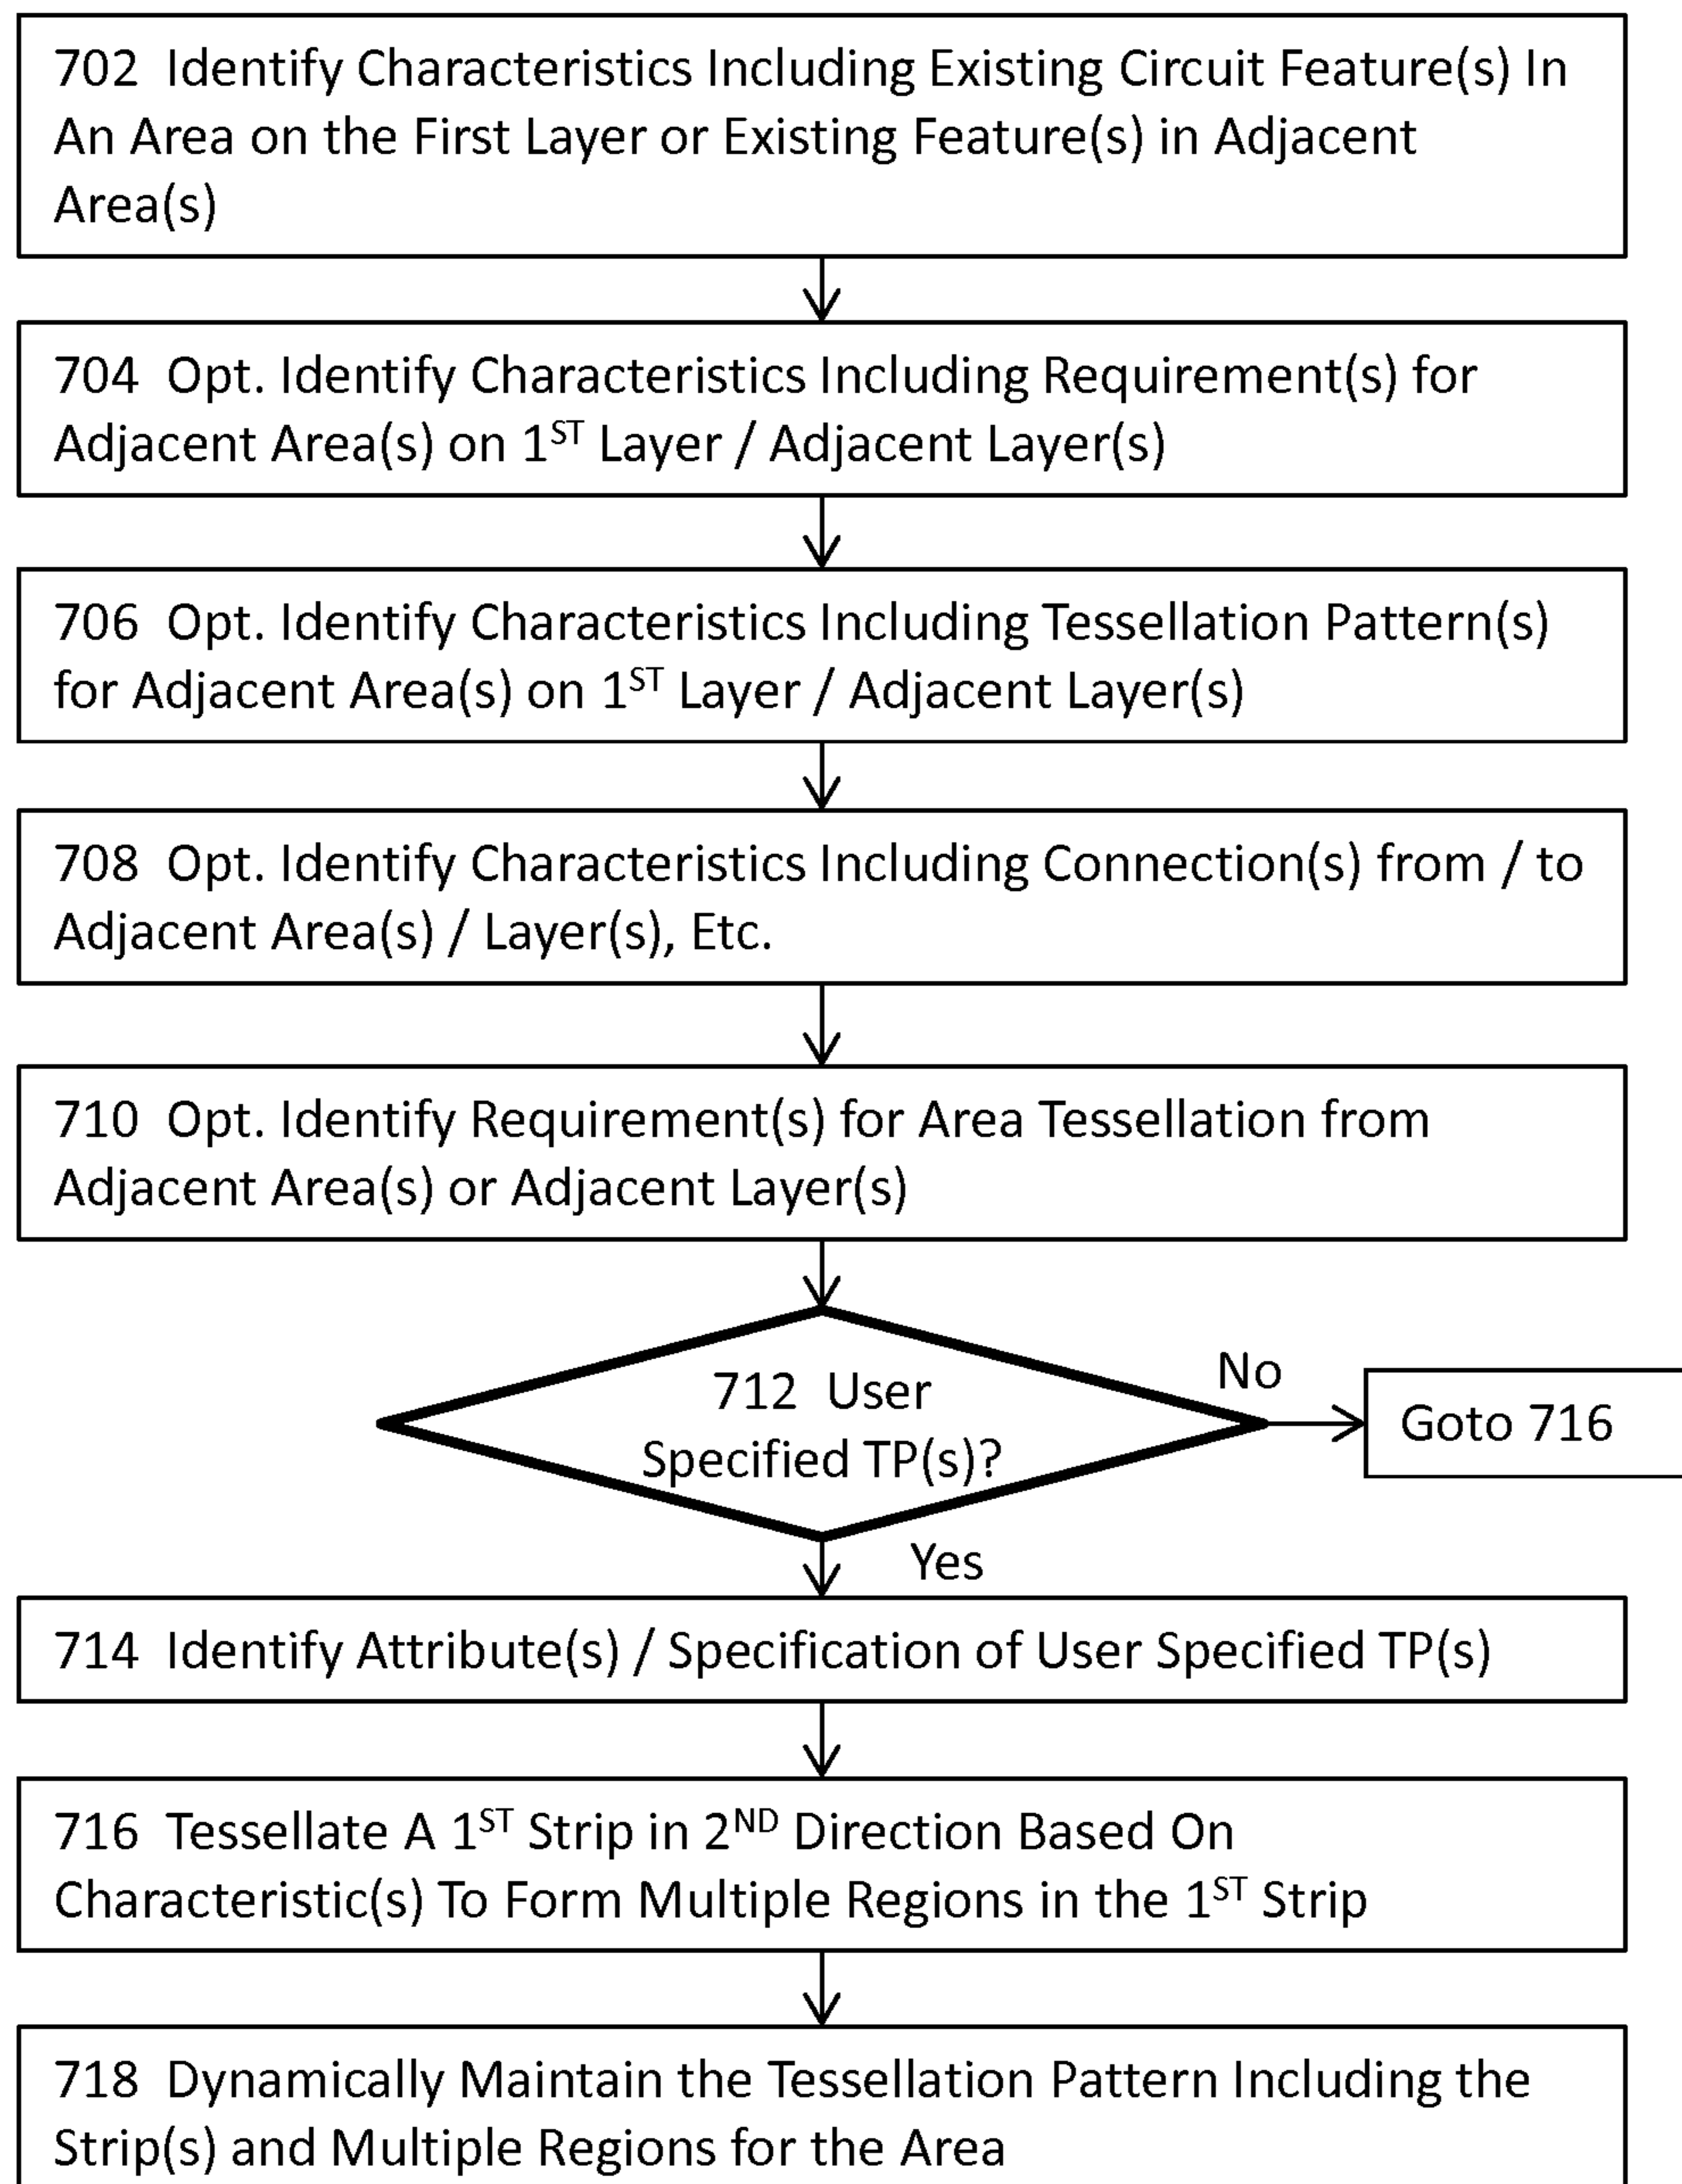 702 Identify Characteristics Including Existing Circuit Feature(s) In
An Area on the First Layer or Existing Feature(s) in Adjacent
Area(s)
704 Opt. Identify Characteristics Including Requirement(s) for
Adjacent Area(s) on 1ST Layer / Adjacent Layer(s)
706 Opt. Identify Characteristics Including Tessellation Pattern(s)
for Adjacent Area(s) on 1ST Layer / Adjacent Layer(s)
708 Opt. Identify Characteristics Including Connection(s) from / to
Adjacent Area(s) / Layer(s), Etc.
710 Opt. Identify Requirement(s) for Area Tessellation from
Adjacent Area(s) or Adjacent Layer(s)
712 User
Specified TP(s)?
No
Goto 716
Yes
714 Identify Attribute(s) / Specification of User Specified TP(s)
716 Tessellate A 1ST Strip in 2ND Direction Based On
Characteristic(s) To Form Multiple Regions in the 1ST Strip
718 Dynamically Maintain the Tessellation Pattern Including the
Strip(s) and Multiple Regions for the Area